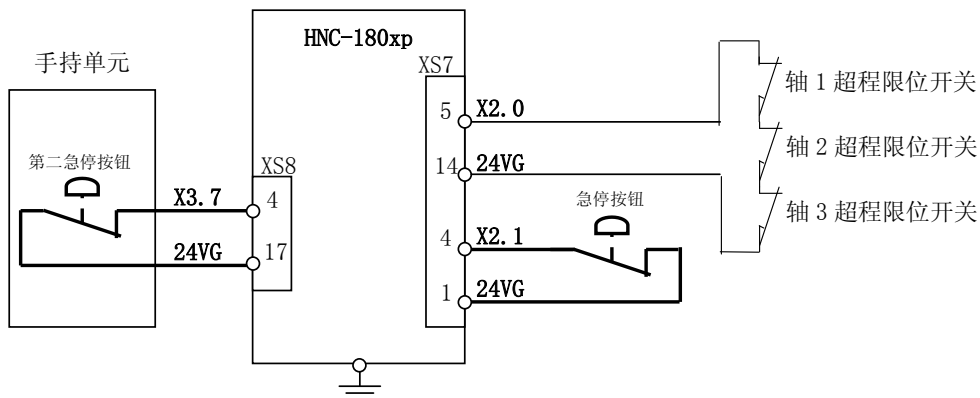 HNC-180xp
手持单元
XS7
轴 1 超程限位开关
5
X2.0
轴 2 超程限位开关
第二急停按钮
XS8
14
24VG
X3.7
4
急停按钮
轴 3 超程限位开关
4
X2.1
24VG
17
1
24VG